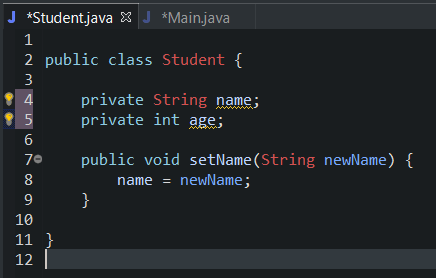 *Student.java *Main.java
1
2 public class Student {
3
4 private String name;
5 private int age;
6
7 public void setName(String newName) {
8 name = newName;
9 }
10
11 }
12